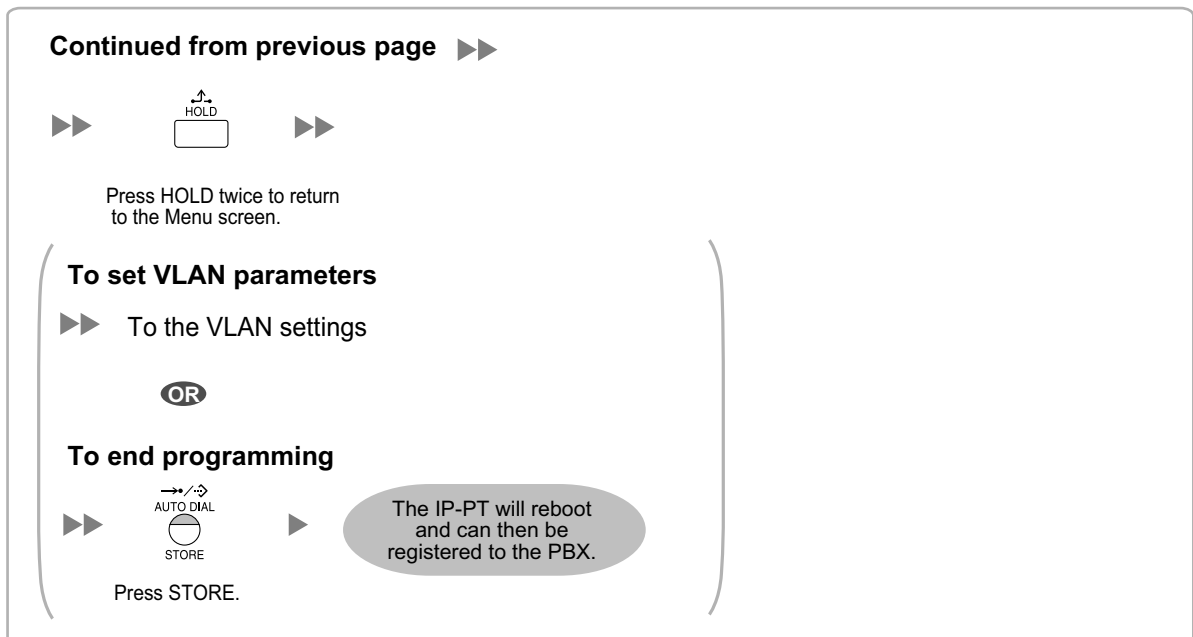 Continued from previous page
HOLD
Press HOLD twice to return
to the Menu screen.
To set VLAN parameters
To the VLAN settings
OR
To end programming
AUTO DIAL
STORE
Press STORE.
The IP-PT will reboot
and can then be
registered to the PBX.